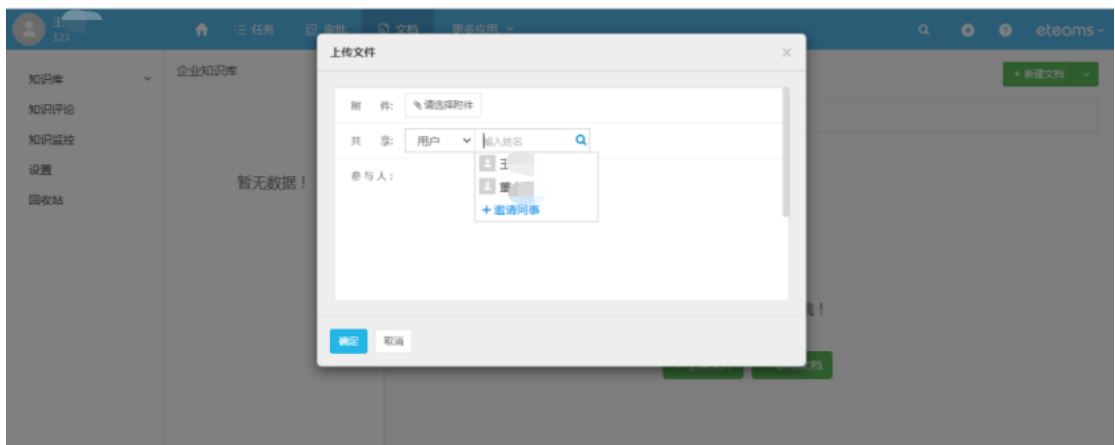 王
123
任务
审批
文档
更多应用
eteams
知识库
知识评论
知识监控
设置
回收站
企业知识库
+ 新建文档
暂无数据！
上传文件
×
附 件:
请选择附件
共 享:
用户
输入姓名
王
董
+ 邀请同事
参与人:
确定
取消
！